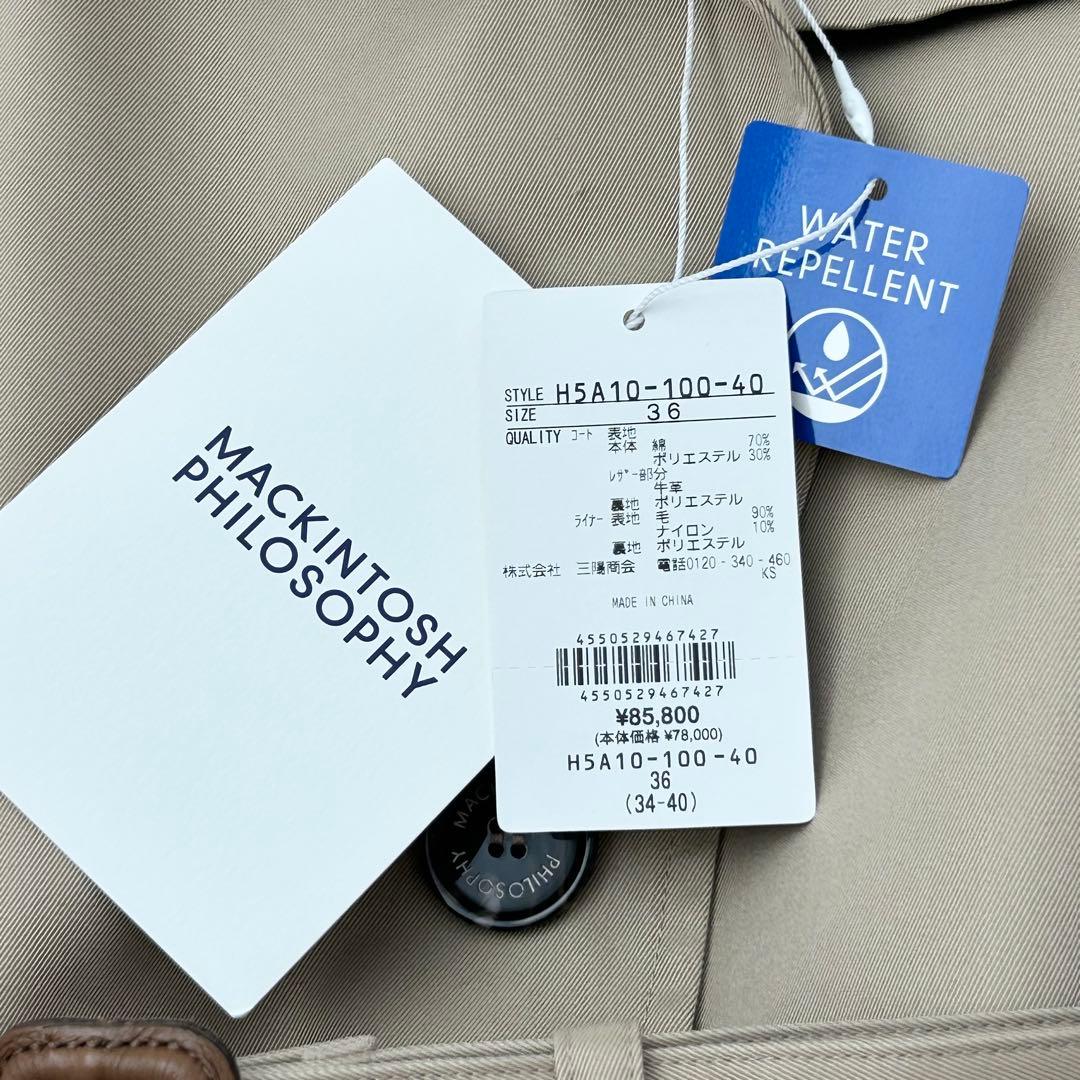 WATER
REPELLENT
MACKINTOSH
PHILOSOPHY
STYLE H5A10-100-40
SIZE 36
QUALITY コート 表地
本体 綿 70%
ポリエステル 30%
レザー部分
牛革
裏地 ポリエステル
ライナー 表地 毛 90%
ナイロン 10%
裏地 ポリエステル
株式会社 三陽商会 電話0120-340-460
KS
MADE IN CHINA
4550529467427
4550529467427
¥85,800
(本体価格 ¥78,000)
H5A10-100-40
36
(34-40)
MAC
PHILOSOPHY